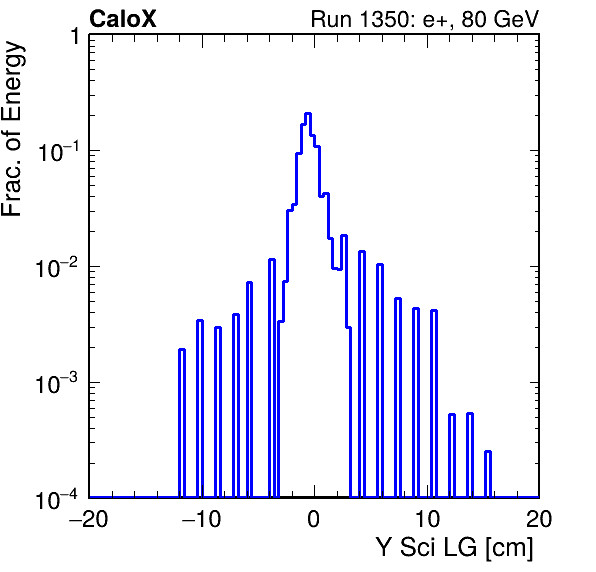 CaloX Run 1350: e+, 80 GeV
Frac. of Energy
1
10⁻¹
10⁻²
10⁻³
10⁻⁴
−20 −10 0 10 20
Y Sci LG [cm]